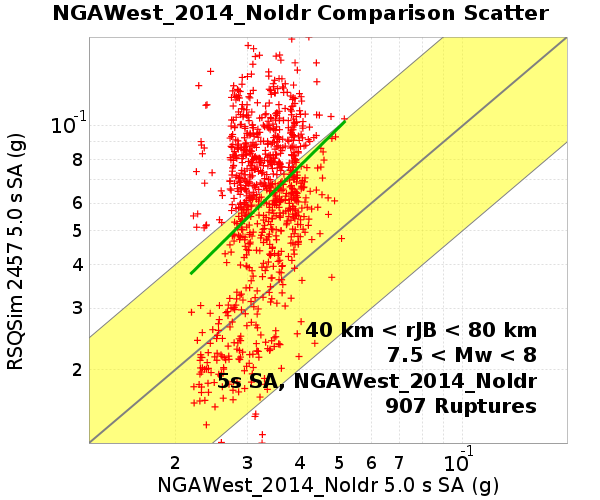 NGAWest_2014_NoIdr Comparison Scatter
RSQSim 2457 5.0 s SA (g)
10-1
8
7
6
5
4
3
2
40 km < rJB < 80 km
7.5 < Mw < 8
5s SA, NGAWest_2014_NoIdr
907 Ruptures
2 3 4 5 6 7 10-1
NGAWest_2014_NoIdr 5.0 s SA (g)